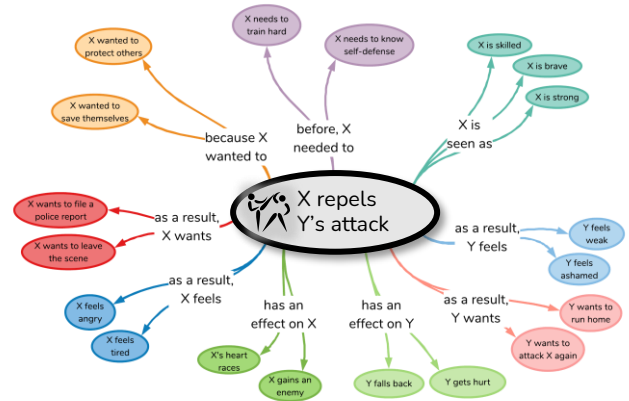 X wanted to
protect others
X wanted to
save themselves
because X
wanted to
X needs to
train hard
X needs to know
self-defense
before, X
needed to
X is skilled
X is brave
X is strong
X is
seen as
X repels
Y's attack
X wants to file a
police report
X wants to leave
the scene
as a result,
X wants
X feels
angry
X feels
tired
as a result,
X feels
has an
effect on X
X's heart
races
X gains an
enemy
has an
effect on Y
Y falls back
Y gets hurt
as a result,
Y wants
Y wants to
run home
Y wants to
attack X again
as a result,
Y feels
Y feels
weak
Y feels
ashamed